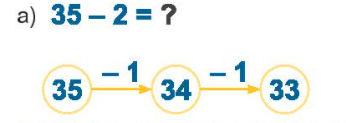 a) 35 – 2 = ?
– 1 – 1
35 34 33